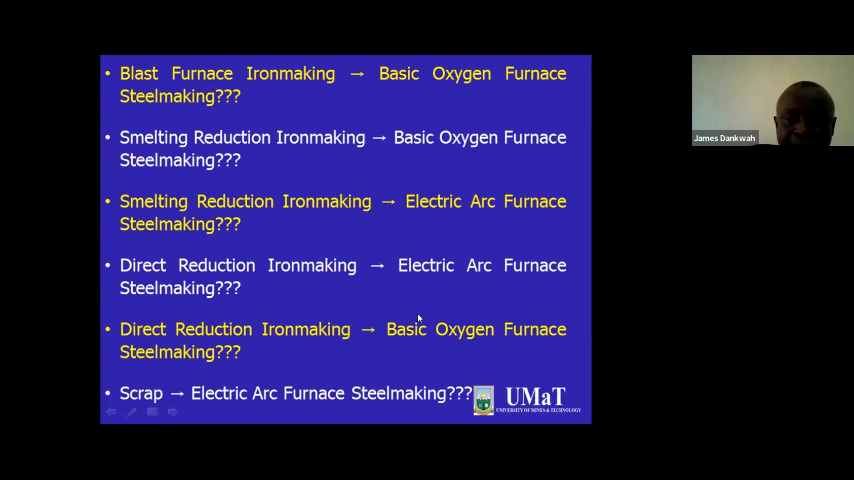 • Blast Furnace Ironmaking → Basic Oxygen Furnace
Steelmaking???
• Smelting Reduction Ironmaking → Basic Oxygen Furnace
Steelmaking???
• Smelting Reduction Ironmaking → Electric Arc Furnace
Steelmaking???
• Direct Reduction Ironmaking → Electric Arc Furnace
Steelmaking???
• Direct Reduction Ironmaking → Basic Oxygen Furnace
Steelmaking???
• Scrap → Electric Arc Furnace Steelmaking???
UMaT
UNIVERSITY OF MINES & TECHNOLOGY
James Dankwah